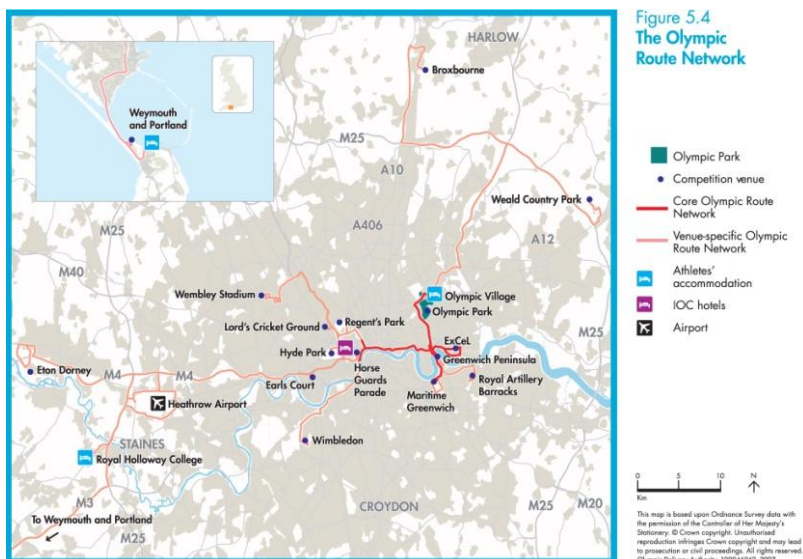 Figure 5.4
The Olympic
Route Network
HARLOW
Broxbourne
Weymouth
and Portland
M25
A10
Weald Country Park
M25
A406
A12
M40
Wembley Stadium
Olympic Village
Olympic Park
Lord's Cricket Ground
Regent's Park
M25
ExCeL
Hyde Park
Greenwich Peninsula
Eton Dorney
M4
M4
Earls Court
Horse
Guards
Parade
Royal Artillery
Barracks
Maritime
Greenwich
Heathrow Airport
STAINES
Wimbledon
Royal Holloway College
M3
CROYDON
M25
M20
To Weymouth and Portland
M25
Olympic Park
Competition venue
Core Olympic Route
Network
Venue-specific Olympic
Route Network
Athletes'
accommodation
IOC hotels
Airport
0 5 10
N
Km
This map is based upon Ordnance Survey data with
the permission of the Controller of Her Majesty's
Stationery. © Crown copyright. Unauthorised
reproduction infringes Crown copyright and may lead
to prosecution or civil proceedings. All rights reserved